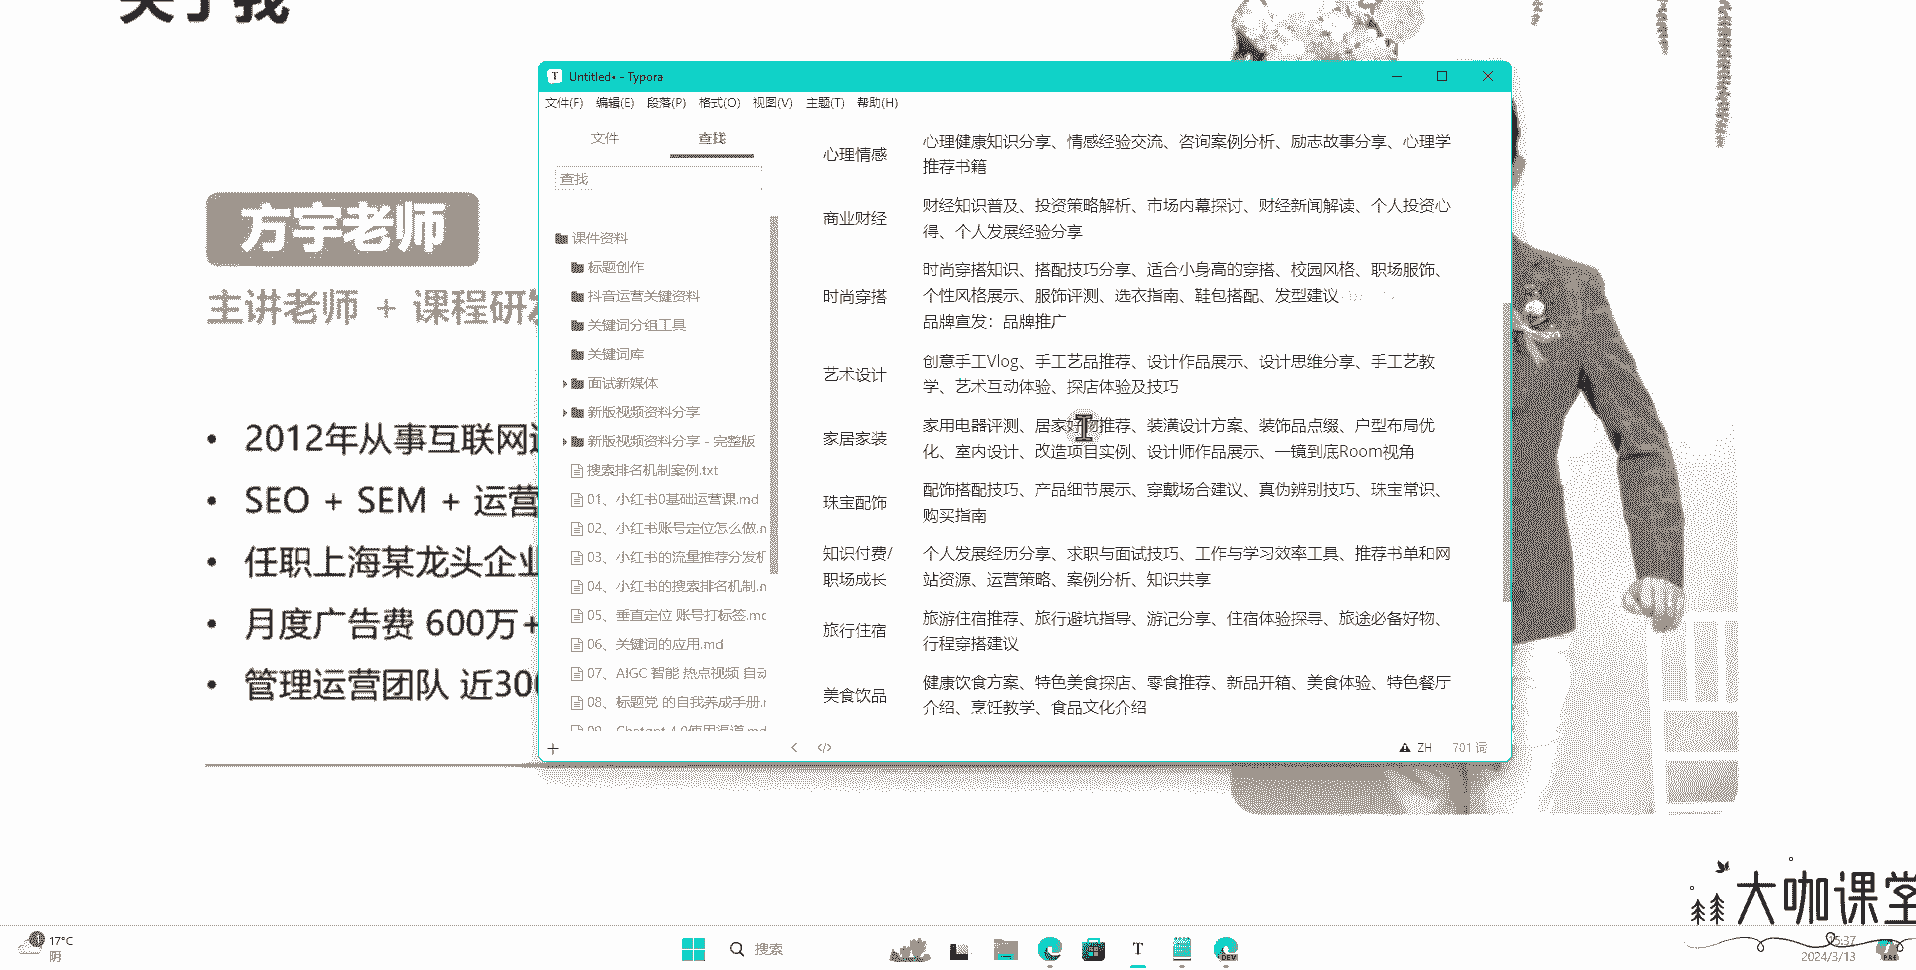 关于我
方宇老师
主讲老师 + 课程研发
2012年从事互联网
SEO + SEM + 运营
任职上海某龙头企业
月度广告费 600万+
管理运营团队 近300
Untitled• - Typora
文件(F) 编辑(E) 段落(P) 格式(O) 视图(V) 主题(T) 帮助(H)
文件 查找
查找
课件资料
标题创作
抖音运营关键资料
关键词分组工具
关键词库
面试新媒体
新版视频资料分享
新版视频资料分享 - 完整版
搜索排名机制案例.txt
01、小红书0基础运营课.md
02、小红书账号定位怎么做.m
03、小红书的流量推荐分发机
04、小红书的搜索排名机制.m
05、垂直定位 账号打标签.md
06、关键词的应用.md
07、AIGC 智能 热点视频 自动
08、标题党 的自我养成手册.m
09、Chatgpt 4.0使用渠道.md
心理情感
心理健康知识分享、情感经验交流、咨询案例分析、励志故事分享、心理学
推荐书籍
商业财经
财经知识普及、投资策略解析、市场内幕探讨、财经新闻解读、个人投资心
得、个人发展经验分享
时尚穿搭
时尚穿搭知识、搭配技巧分享、适合小身高的穿搭、校园风格、职场服饰、
个性风格展示、服饰评测、选衣指南、鞋包搭配、发型建议
品牌宣发：品牌推广
艺术设计
创意手工Vlog、手工艺品推荐、设计作品展示、设计思维分享、手工艺教
学、艺术互动体验、探店体验及技巧
家居家装
家用电器评测、居家好物推荐、装潢设计方案、装饰品点缀、户型布局优
化、室内设计、改造项目实例、设计师作品展示、一镜到底Room视角
珠宝配饰
配饰搭配技巧、产品细节展示、穿戴场合建议、真伪辨别技巧、珠宝常识、
购买指南
知识付费/
职场成长
个人发展经历分享、求职与面试技巧、工作与学习效率工具、推荐书单和网
站资源、运营策略、案例分析、知识共享
旅行住宿
旅游住宿推荐、旅行避坑指导、游记分享、住宿体验探寻、旅途必备好物、
行程穿搭建议
美食饮品
健康饮食方案、特色美食探店、零食推荐、新品开箱、美食体验、特色餐厅
介绍、烹饪教学、食品文化介绍
ZH 701 词
大咖课堂
17°C
阴
搜索
DEV
15:37
2024/3/13
PRE